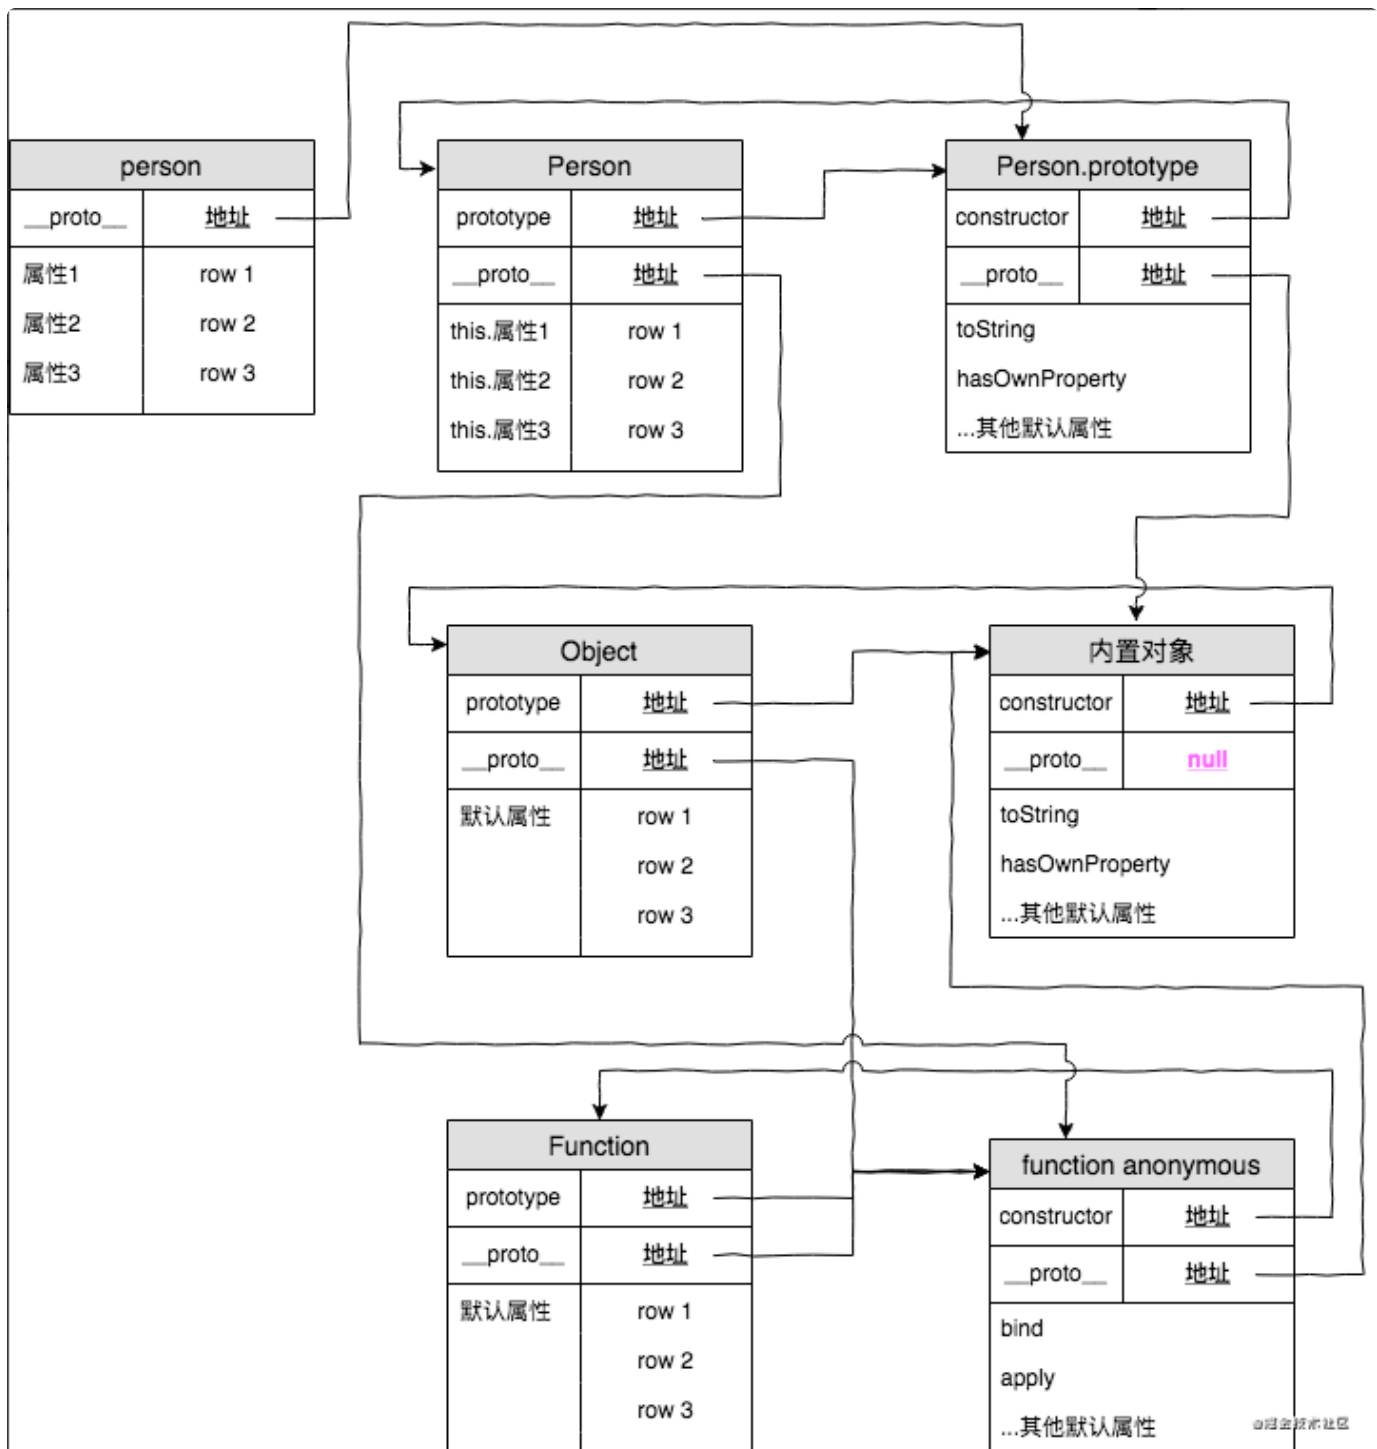 person
__proto__ 地址
属性1 row 1
属性2 row 2
属性3 row 3
Person
prototype 地址
__proto__ 地址
this.属性1 row 1
this.属性2 row 2
this.属性3 row 3
Person.prototype
constructor 地址
__proto__ 地址
toString
hasOwnProperty
...其他默认属性
Object
prototype 地址
__proto__ 地址
默认属性 row 1
row 2
row 3
内置对象
constructor 地址
__proto__ null
toString
hasOwnProperty
...其他默认属性
Function
prototype 地址
__proto__ 地址
默认属性 row 1
row 2
row 3
function anonymous
constructor 地址
__proto__ 地址
bind
apply
...其他默认属性
@掘金技术社区